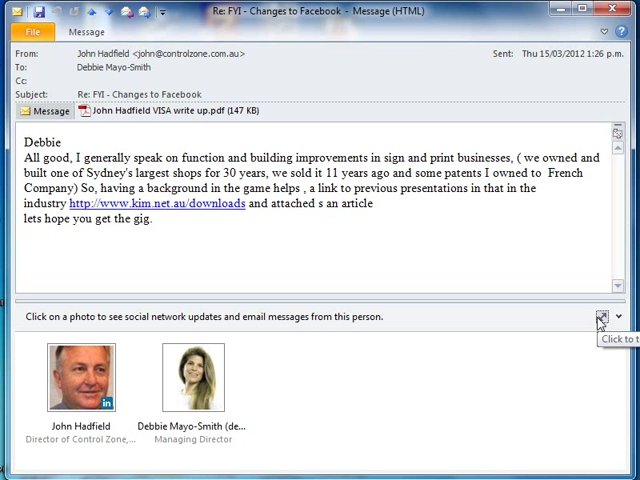 Re: FYI - Changes to Facebook - Message (HTML)
File Message
From: John Hadfield <john@controlzone.com.au> Sent: Thu 15/03/2012 1:26 p.m.
To: Debbie Mayo-Smith
Cc:
Subject: Re: FYI - Changes to Facebook
Message John Hadfield VISA write up.pdf (147 KB)
Debbie
All good, I generally speak on function and building improvements in sign and print businesses, ( we owned and
built one of Sydney's largest shops for 30 years, we sold it 11 years ago and some patents I owned to French
Company) So, having a background in the game helps , a link to previous presentations in that in the
industry http://www.kim.net.au/downloads and attached s an article
lets hope you get the gig.
Click on a photo to see social network updates and email messages from this person.
Click to t
in
John Hadfield Debbie Mayo-Smith (de...
Director of Control Zone,... Managing Director